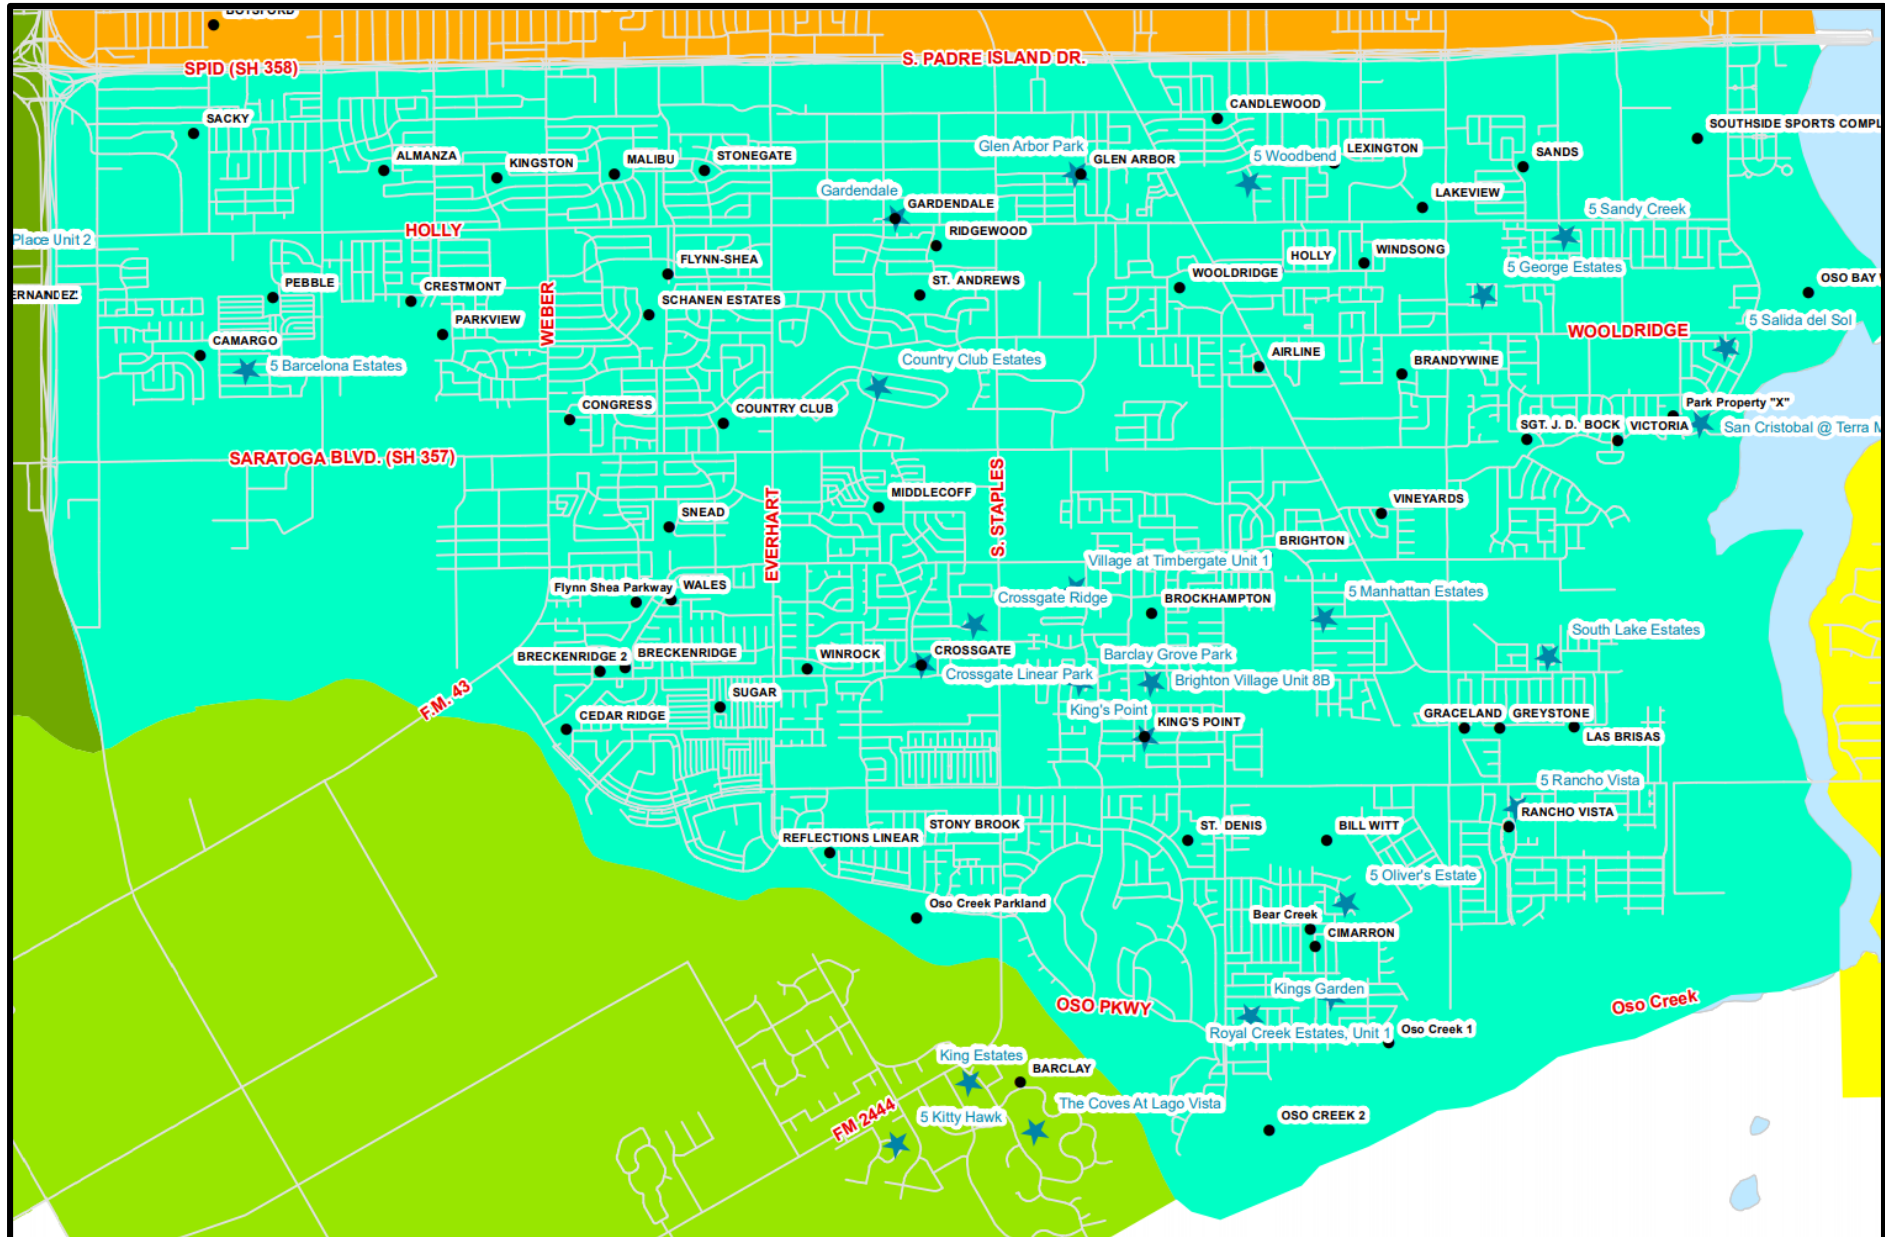 BOTSFORD
SPID (SH 358)
S. PADRE ISLAND DR.
CANDLEWOOD
SACKY
SOUTHSIDE SPORTS COMPL
Glen Arbor Park
GLEN ARBOR
5 Woodbend
LEXINGTON
SANDS
ALMANZA
KINGSTON
MALIBU
STONEGATE
Gardendale
GARDENDALE
LAKEVIEW
5 Sandy Creek
HOLLY
RIDGEWOOD
Place Unit 2
FLYNN-SHEA
HOLLY
WINDSONG
WOOLDRIDGE
5 George Estates
OSO BAY
PEBBLE
CRESTMONT
ST. ANDREWS
ERNANDEZ
SCHANEN ESTATES
WEBER
PARKVIEW
5 Salida del Sol
WOOLDRIDGE
CAMARGO
5 Barcelona Estates
Country Club Estates
AIRLINE
BRANDYWINE
CONGRESS
COUNTRY CLUB
Park Property "X"
SGT. J. D. BOCK
VICTORIA
San Cristobal @ Terra M
SARATOGA BLVD. (SH 357)
MIDDLECOFF
VINEYARDS
SNEAD
EVERHART
S. STAPLES
BRIGHTON
Village at Timbergate Unit 1
Flynn Shea Parkway
WALES
Crossgate Ridge
BROCKHAMPTON
5 Manhattan Estates
South Lake Estates
BRECKENRIDGE 2
BRECKENRIDGE
WINROCK
CROSSGATE
Barclay Grove Park
Crossgate Linear Park
Brighton Village Unit 8B
F.M. 43
SUGAR
CEDAR RIDGE
King's Point
KING'S POINT
GRACELAND
GREYSTONE
LAS BRISAS
5 Rancho Vista
RANCHO VISTA
REFLECTIONS LINEAR
STONY BROOK
ST. DENIS
BILL WITT
5 Oliver's Estate
Oso Creek Parkland
Bear Creek
CIMARRON
Kings Garden
OSO PKWY
Oso Creek
Royal Creek Estates, Unit 1
Oso Creek 1
King Estates
BARCLAY
The Coves At Lago Vista
FM 2444
5 Kitty Hawk
OSO CREEK 2